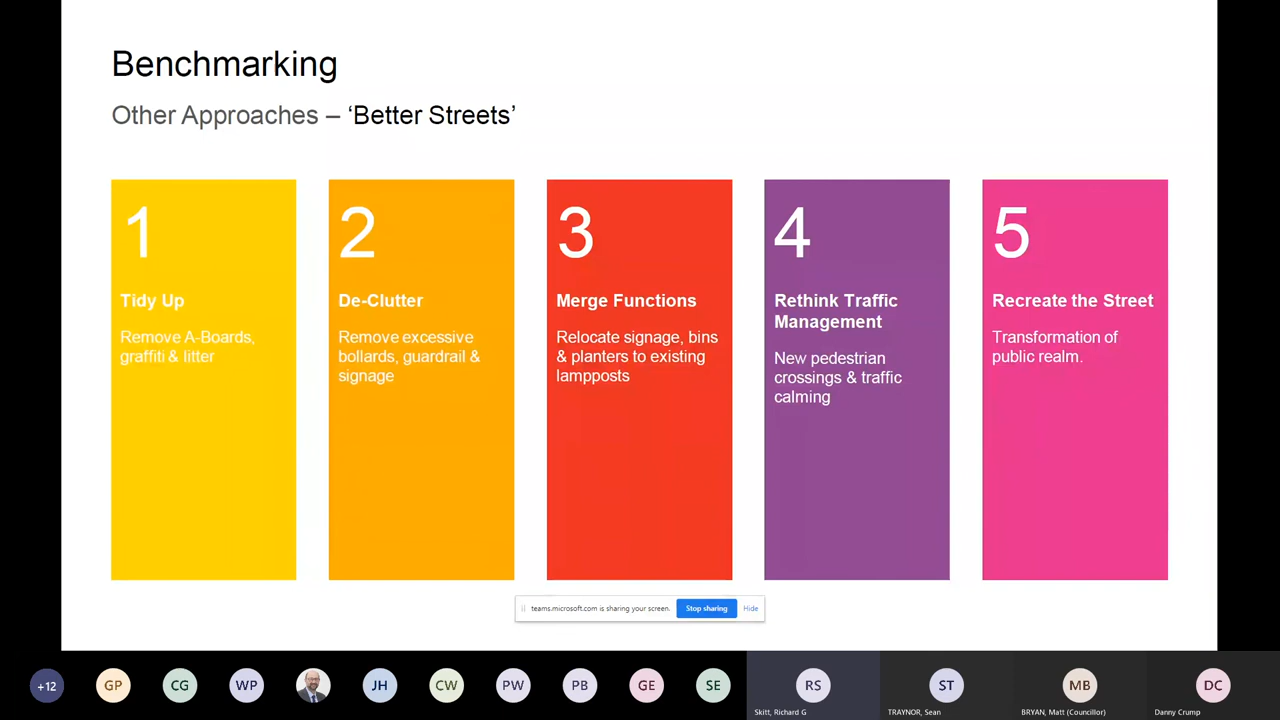 Benchmarking
Other Approaches – ‘Better Streets’
1
Tidy Up
Remove A-Boards,
graffiti & litter
2
De-Clutter
Remove excessive
bollards, guardrail &
signage
3
Merge Functions
Relocate signage, bins
& planters to existing
lampposts
4
Rethink Traffic
Management
New pedestrian
crossings & traffic
calming
5
Recreate the Street
Transformation of
public realm.
teams.microsoft.com is sharing your screen.
Stop sharing
Hide
+12
GP
CG
WP
JH
CW
PW
PB
GE
SE
RS
Skitt, Richard G
ST
TRAYNOR, Sean
MB
BRYAN, Matt (Councillor)
DC
Danny Crump